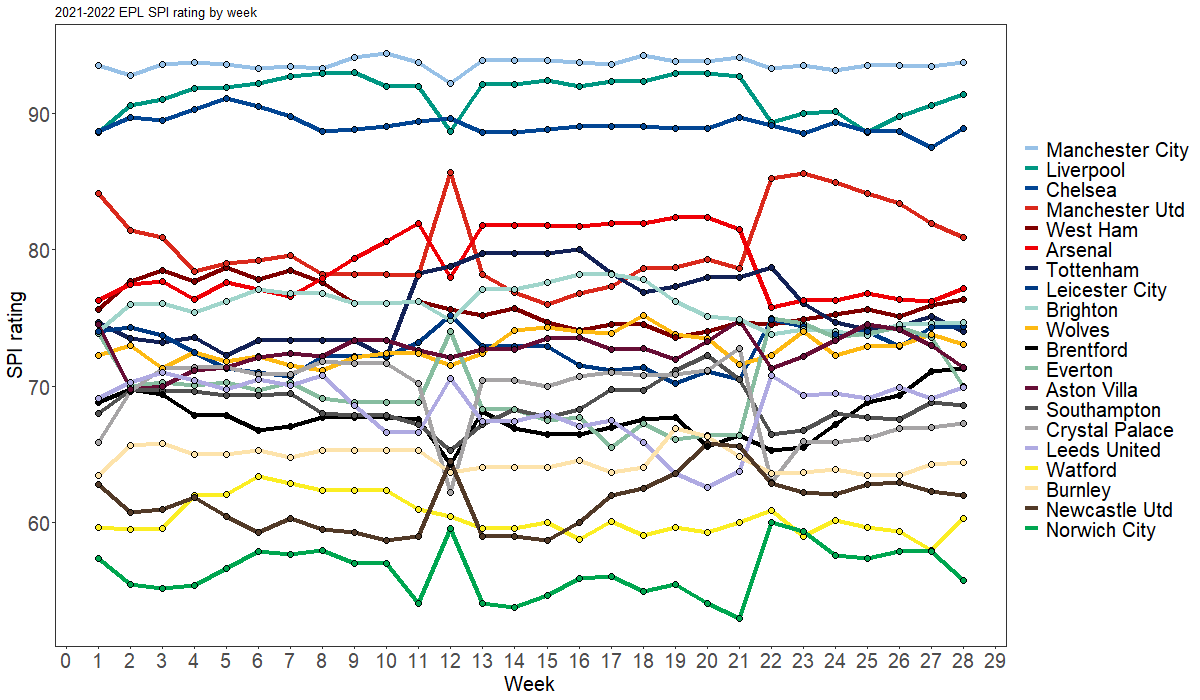 2021-2022 EPL SPI rating by week
SPI rating
90
80
70
60
0 1 2 3 4 5 6 7 8 9 10 11 12 13 14 15 16 17 18 19 20 21 22 23 24 25 26 27 28 29
Week
Manchester City
Liverpool
Chelsea
Manchester Utd
West Ham
Arsenal
Tottenham
Leicester City
Brighton
Wolves
Brentford
Everton
Aston Villa
Southampton
Crystal Palace
Leeds United
Watford
Burnley
Newcastle Utd
Norwich City